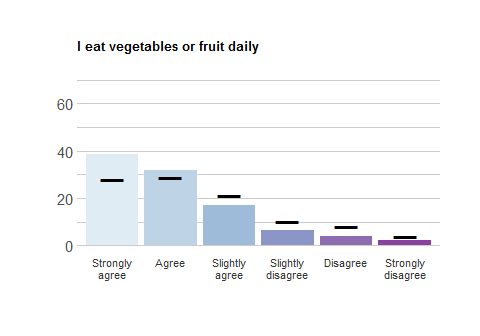 I eat vegetables or fruit daily
60
40
20
0
Strongly agree
Agree
Slightly agree
Slightly disagree
Disagree
Strongly disagree